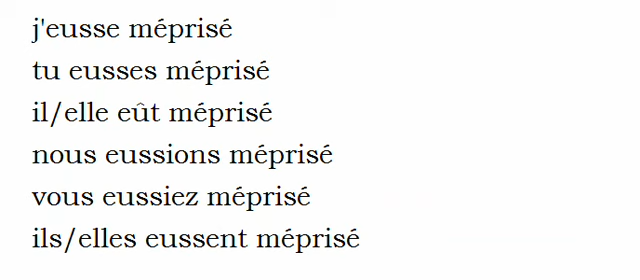 j'eusse méprisé
tu eusses méprisé
il/elle eût méprisé
nous eussions méprisé
vous eussiez méprisé
ils/elles eussent méprisé